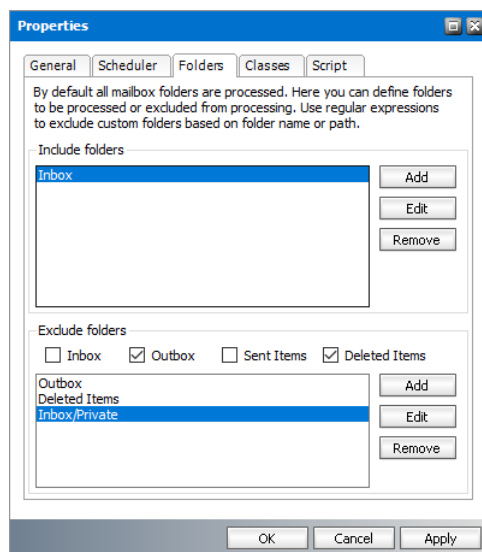 Properties
General Scheduler Folders Classes Script
By default all mailbox folders are processed. Here you can define folders
to be processed or excluded from processing. Use regular expressions
to exclude custom folders based on folder name or path.
Include folders
Inbox
Add
Edit
Remove
Exclude folders
Inbox Outbox Sent Items Deleted Items
Outbox
Deleted Items
Inbox/Private
Add
Edit
Remove
OK Cancel Apply